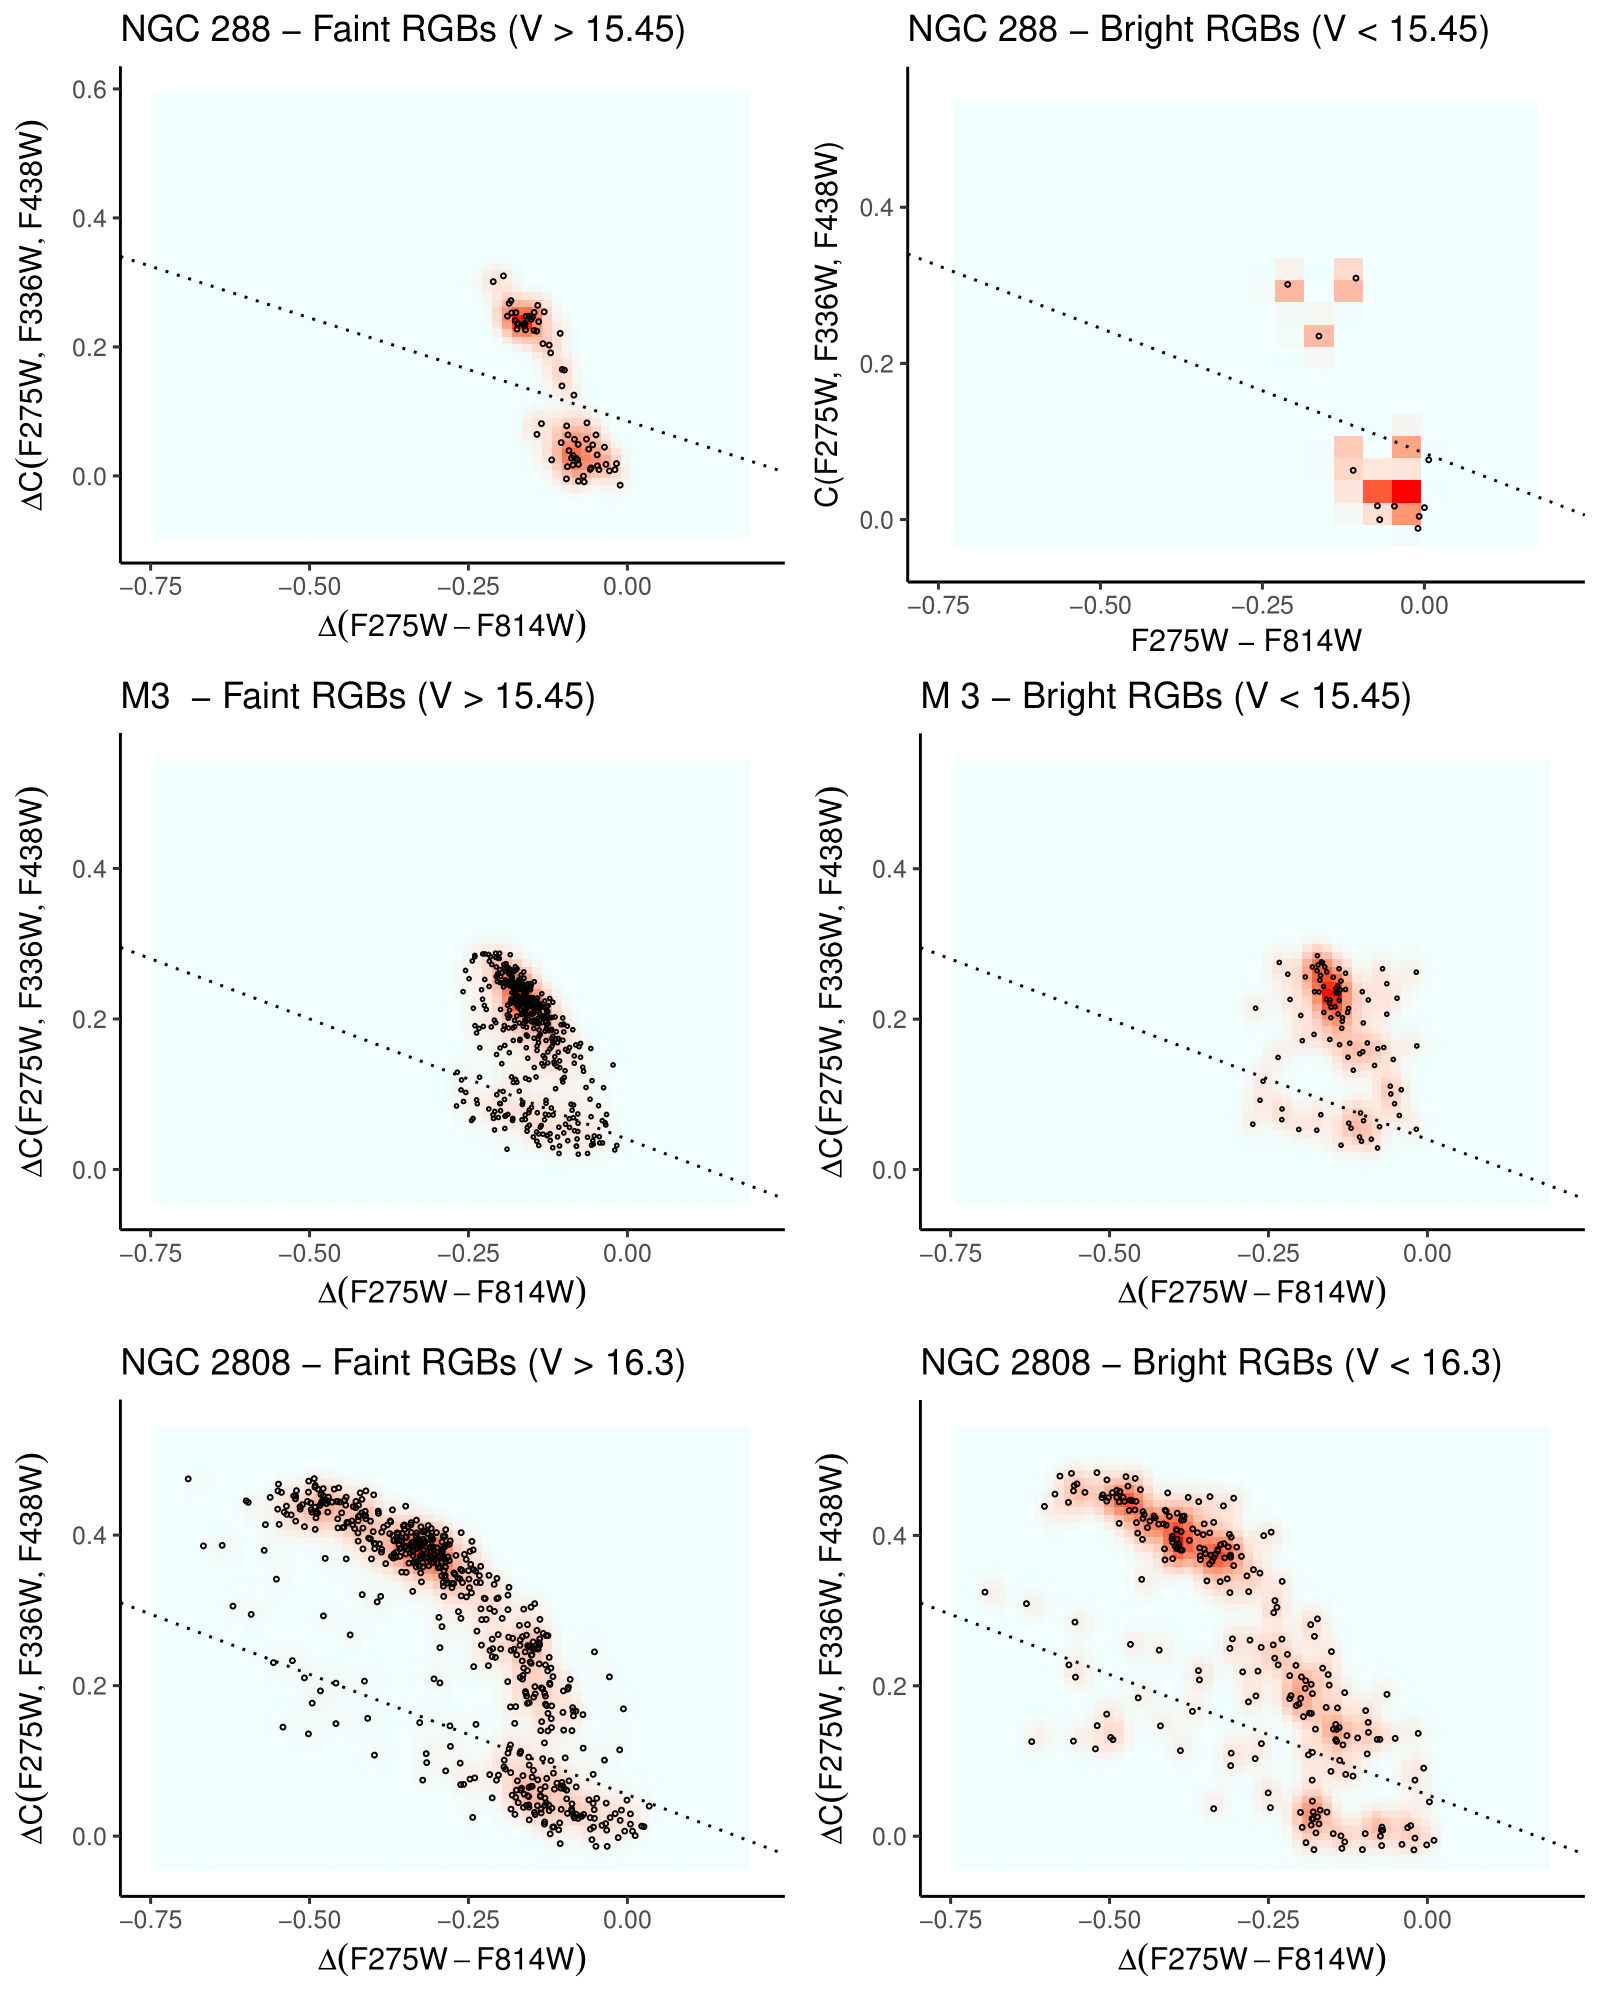 NGC 288 − Faint RGBs (V > 15.45)
ΔC(F275W, F336W, F438W)
0.6
0.4
0.2
0.0
−0.75 −0.50 −0.25 0.00
Δ(F275W − F814W)
NGC 288 − Bright RGBs (V < 15.45)
C(F275W, F336W, F438W)
0.4
0.2
0.0
−0.75 −0.50 −0.25 0.00
F275W − F814W
M3 − Faint RGBs (V > 15.45)
ΔC(F275W, F336W, F438W)
0.4
0.2
0.0
−0.75 −0.50 −0.25 0.00
Δ(F275W − F814W)
M 3 − Bright RGBs (V < 15.45)
ΔC(F275W, F336W, F438W)
0.4
0.2
0.0
−0.75 −0.50 −0.25 0.00
Δ(F275W − F814W)
NGC 2808 − Faint RGBs (V > 16.3)
ΔC(F275W, F336W, F438W)
0.4
0.2
0.0
−0.75 −0.50 −0.25 0.00
Δ(F275W − F814W)
NGC 2808 − Bright RGBs (V < 16.3)
ΔC(F275W, F336W, F438W)
0.4
0.2
0.0
−0.75 −0.50 −0.25 0.00
Δ(F275W − F814W)